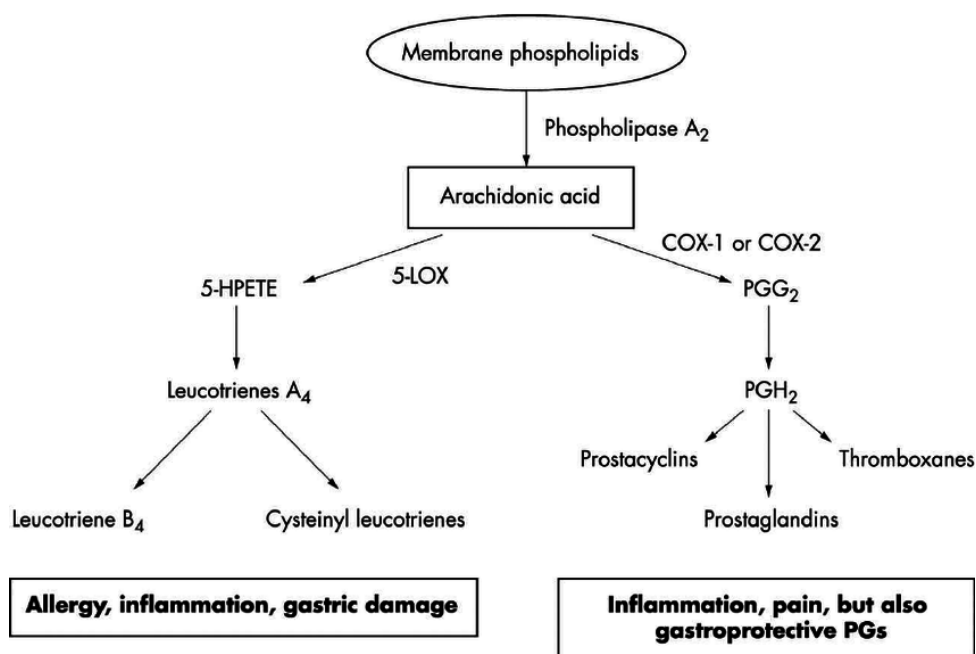 Membrane phospholipids
Phospholipase A₂
Arachidonic acid
COX-1 or COX-2
5-LOX
5-HPETE
PGG₂
Leucotrienes A₄
PGH₂
Prostacyclins
Thromboxanes
Leucotriene B₄
Cysteinyl leucotrienes
Prostaglandins
Allergy, inflammation, gastric damage
Inflammation, pain, but also
gastroprotective PGs